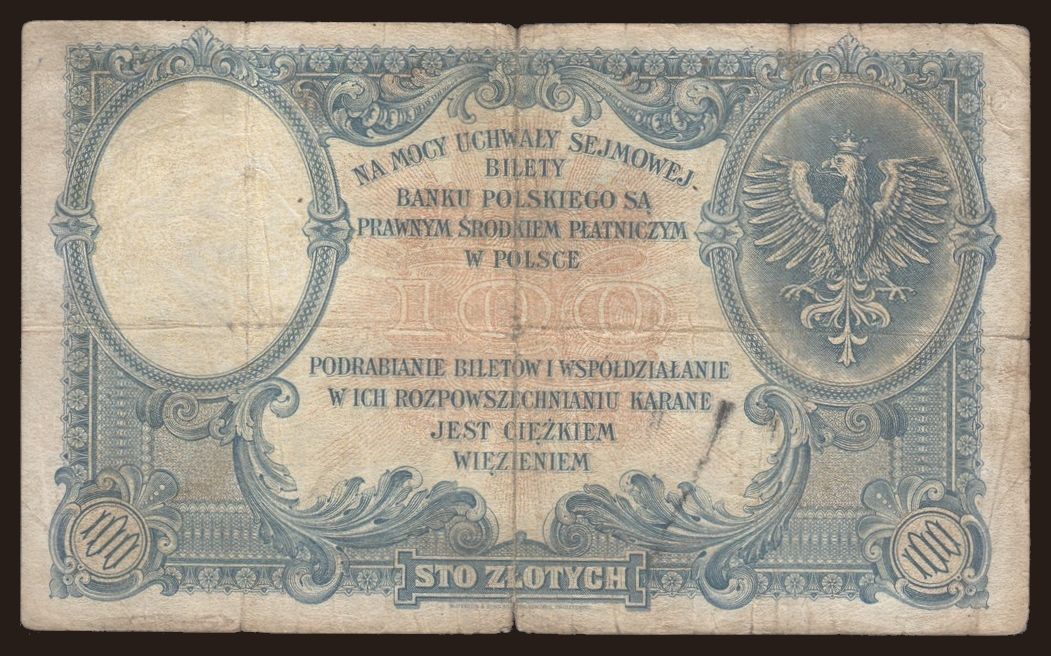 NA MOCY UCHWAŁY SEJMOWEJ
BILETY
BANKU POLSKIEGO SĄ
PRAWNYM ŚRODKIEM PŁATNICZYM
W POLSCE
100
PODRABIANIE BILETÓW I WSPÓŁDZIAŁANIE
W ICH ROZPOWSZECHNIANIU KARANE
JEST CIĘŻKIEM
WIĘZIENIEM
100
100
STO ZŁOTYCH